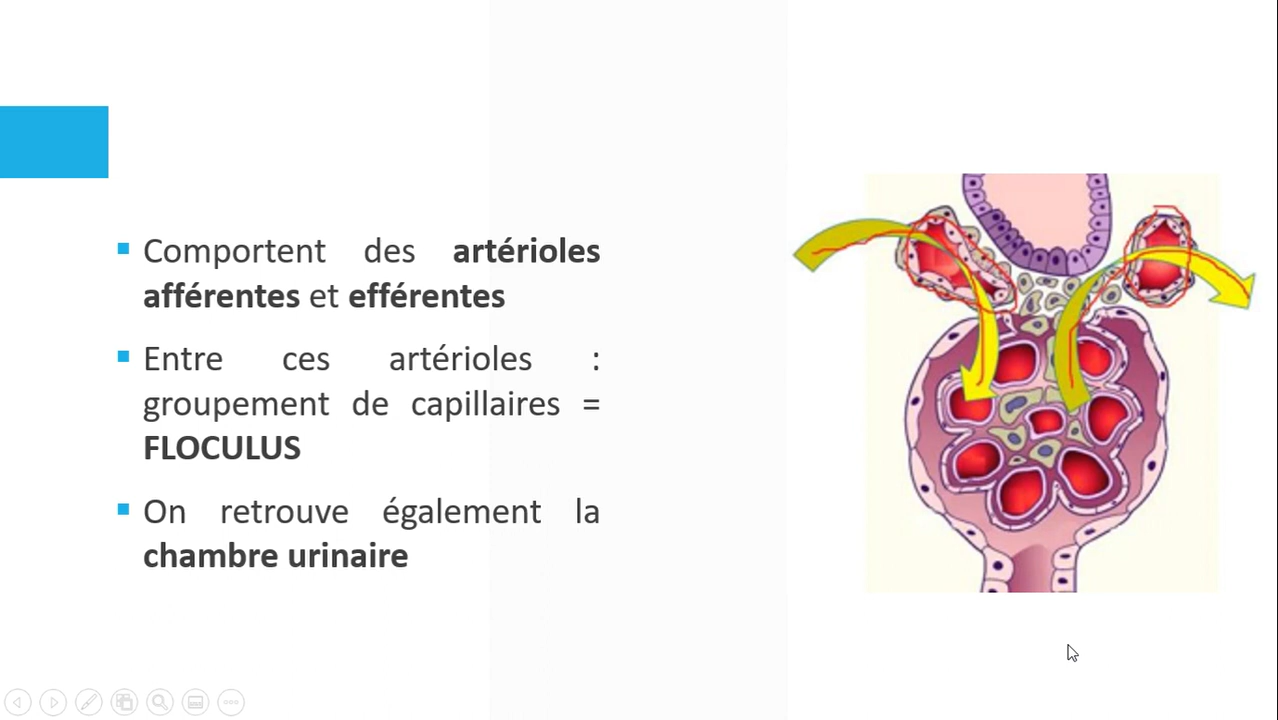 Comportent des artérioles
afférentes et efférentes
Entre ces artérioles :
groupement de capillaires =
FLOCULUS
On retrouve également la
chambre urinaire